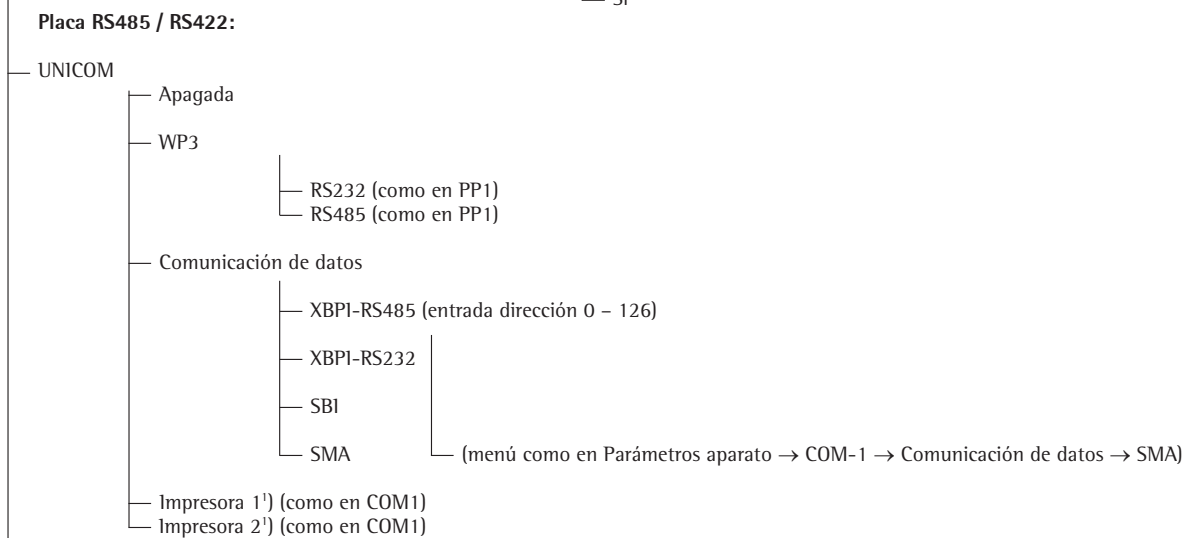 SI
Placa RS485 / RS422:
UNICOM
Apagada
WP3
RS232 (como en PP1)
RS485 (como en PP1)
Comunicación de datos
XBPI-RS485 (entrada dirección 0 – 126)
XBPI-RS232
SBI
SMA (menú como en Parámetros aparato → COM-1 → Comunicación de datos → SMA)
Impresora 1¹) (como en COM1)
Impresora 2¹) (como en COM1)